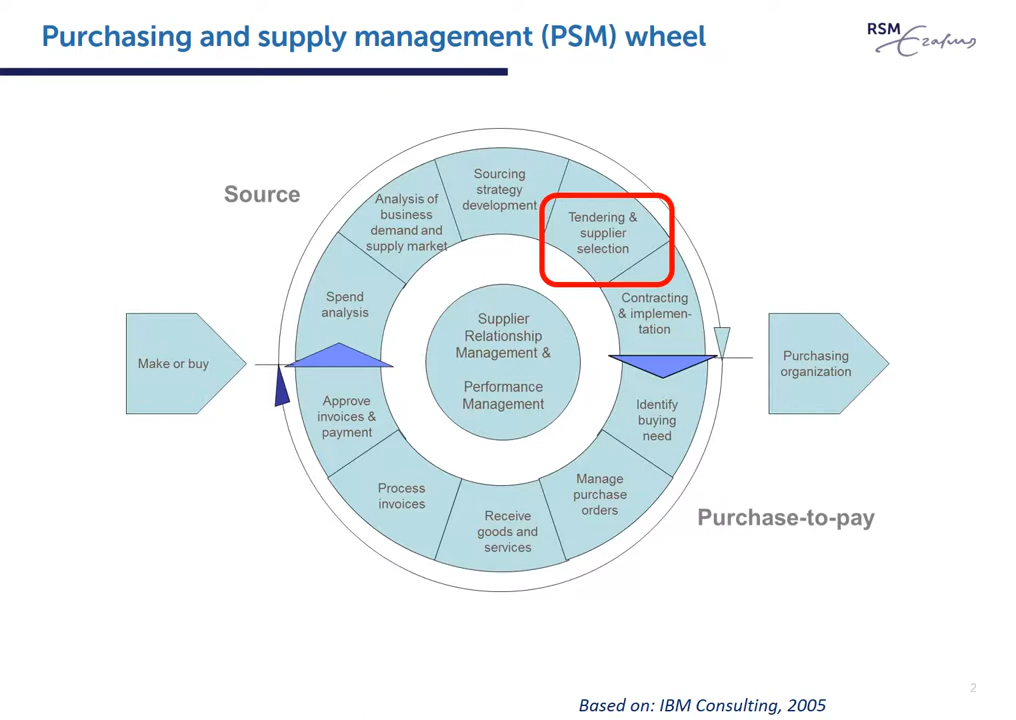 Purchasing and supply management (PSM) wheel
RSM
Erasmus
Source
Sourcing
strategy
development
Analysis of
business
demand and
supply market
Tendering &
supplier
selection
Spend
analysis
Contracting
& implemen-
tation
Supplier
Relationship
Management &
Performance
Management
Make or buy
Purchasing
organization
Approve
invoices &
payment
Identify
buying
need
Process
invoices
Manage
purchase
orders
Receive
goods and
services
Purchase-to-pay
Based on: IBM Consulting, 2005
2